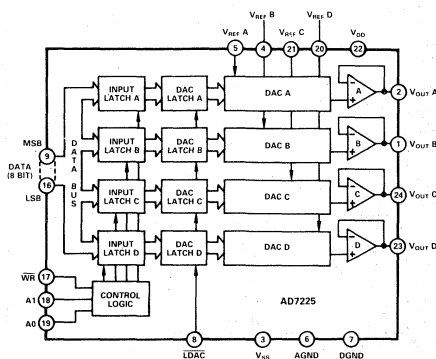 VREF B VREF D
VREF A VREF C VDD
5 4 21 20 22
INPUT LATCH A DAC LATCH A DAC A A 2 VOUT A
INPUT LATCH B DAC LATCH B DAC B B 1 VOUT B
MSB
9
DATA (8 BIT)
16
LSB
DATA BUS
INPUT LATCH C DAC LATCH C DAC C C 24 VOUT C
INPUT LATCH D DAC LATCH D DAC D D 23 VOUT D
WR 17
A1 18
A0 19
CONTROL LOGIC
AD7225
8 3 6 7
LDAC VSS AGND DGND